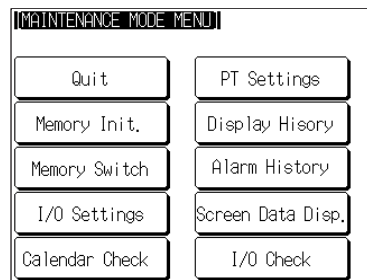 [MAINTENANCE MODE MENU]
Quit
PT Settings
Memory Init.
Display Hisory
Memory Switch
Alarm History
I/O Settings
Screen Data Disp.
Calendar Check
I/O Check